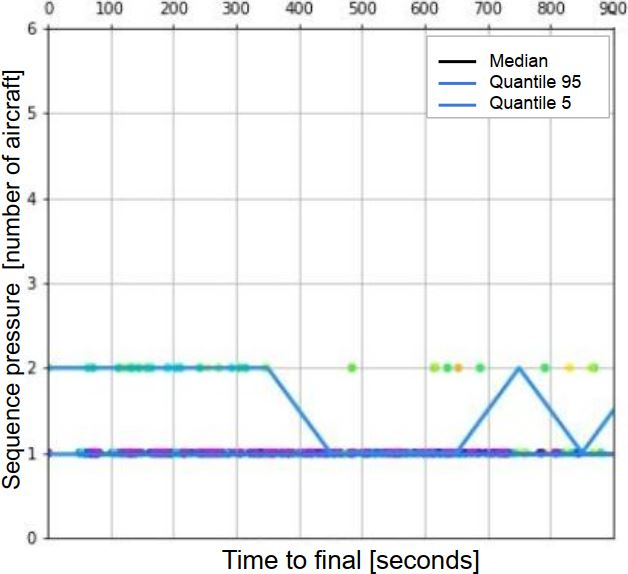 0 100 200 300 400 500 600 700 800 900
6
Median
Quantile 95
Quantile 5
5
4
3
2
1
0
Sequence pressure [number of aircraft]
Time to final [seconds]